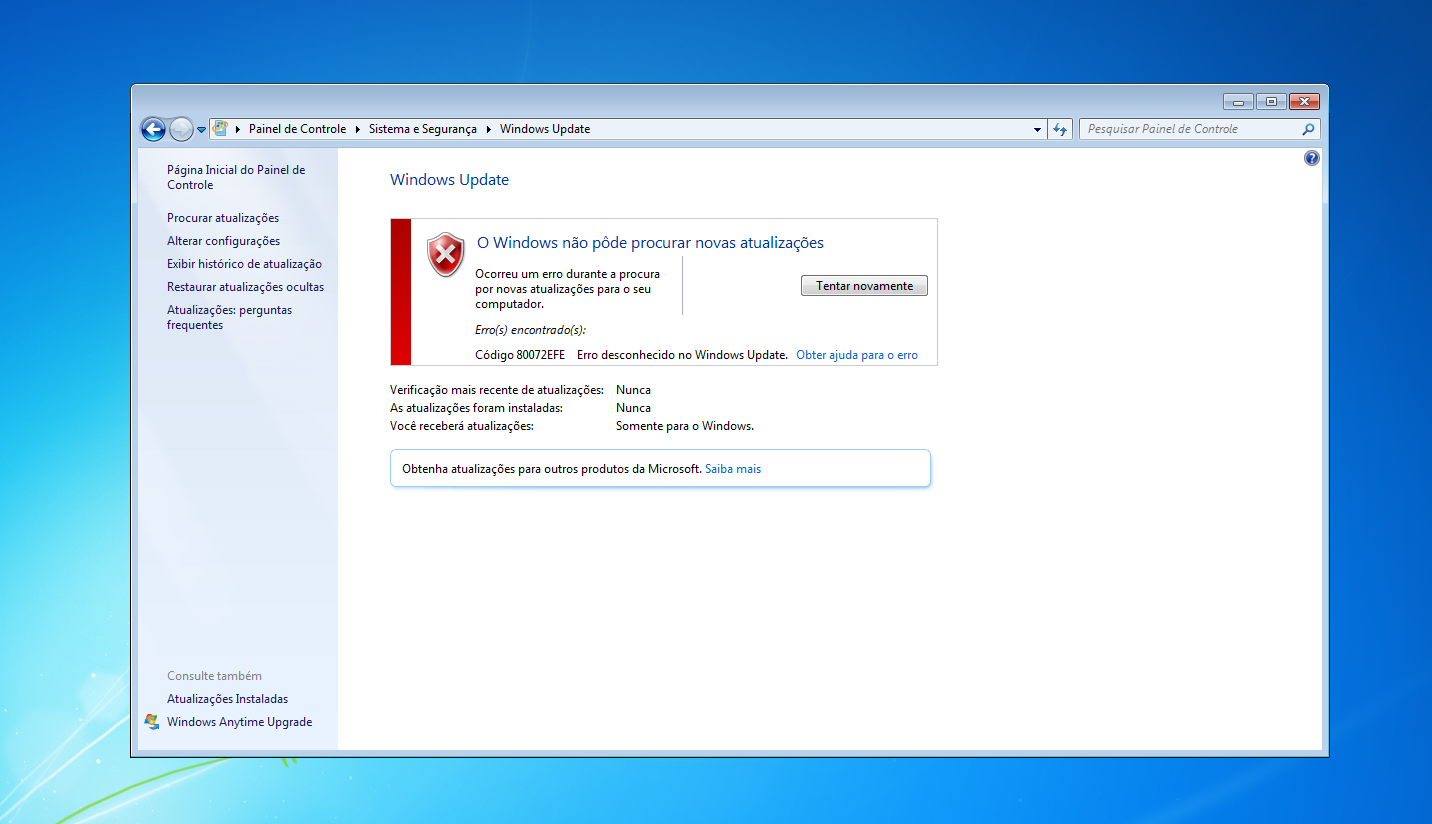 Painel de Controle Sistema e Segurança Windows Update
Pesquisar Painel de Controle
Página Inicial do Painel de
Controle
Procurar atualizações
Alterar configurações
Exibir histórico de atualização
Restaurar atualizações ocultas
Atualizações: perguntas
frequentes
Consulte também
Atualizações Instaladas
Windows Anytime Upgrade
Windows Update
O Windows não pôde procurar novas atualizações
Ocorreu um erro durante a procura
por novas atualizações para o seu
computador.
Tentar novamente
Erro(s) encontrado(s):
Código 80072EFE Erro desconhecido no Windows Update. Obter ajuda para o erro
Verificação mais recente de atualizações: Nunca
As atualizações foram instaladas: Nunca
Você receberá atualizações: Somente para o Windows.
Obtenha atualizações para outros produtos da Microsoft. Saiba mais